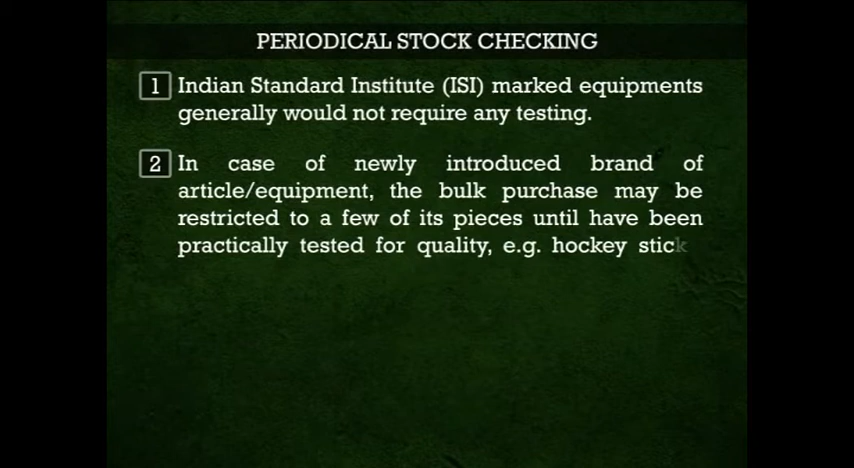 PERIODICAL STOCK CHECKING
1 Indian Standard Institute (ISI) marked equipments
generally would not require any testing.
2 In case of newly introduced brand of
article/equipment, the bulk purchase may be
restricted to a few of its pieces until have been
practically tested for quality, e.g. hockey stick